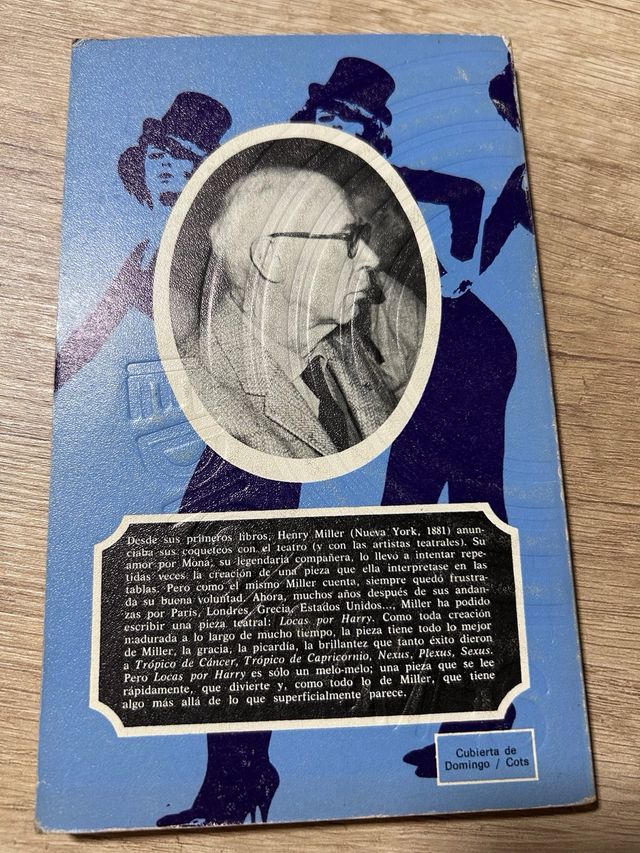 Desde sus primeros libros, Henry Miller (Nueva York, 1881) anun-
ciaba sus coqueteos con el teatro (y con las artistas teatrales). Su
amor por Mona, su legendaria compañera, lo llevó a intentar repe-
tidas veces la creación de una pieza que ella interpretase en las
tablas. Pero como el mismo Miller cuenta, siempre quedó frustra-
da su buena voluntad. Ahora, muchos años después de sus andan-
zas por París, Londres, Grecia, Estados Unidos..., Miller ha podido
escribir una pieza teatral: Locas por Harry. Como toda creación
madurada a lo largo de mucho tiempo, la pieza tiene todo lo mejor
de Miller, la gracia, la picardía, la brillantez que tanto éxito dieron
a Trópico de Cáncer, Trópico de Capricornio, Nexus, Plexus, Sexus.
Pero Locas por Harry es sólo un melo-melo; una pieza que se lee
rápidamente, que divierte y, como todo lo de Miller, que tiene
algo más allá de lo que superficialmente parece.
Cubierta de
Domingo / Cots